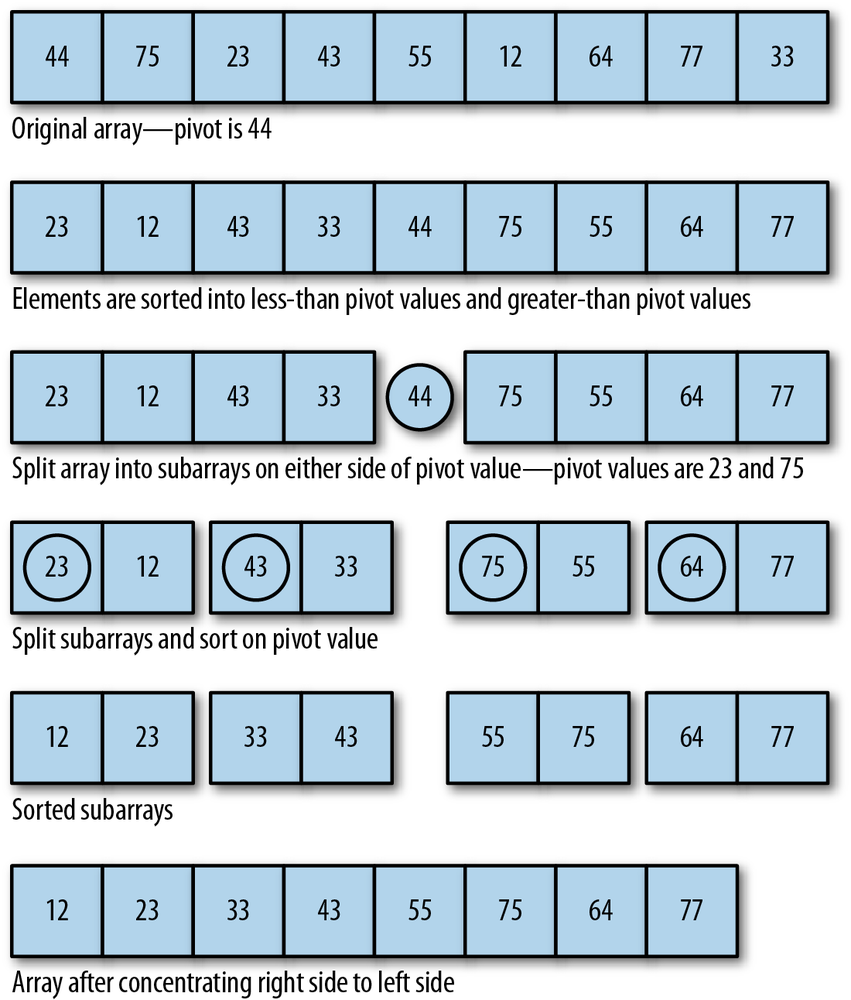 44 75 23 43 55 12 64 77 33
Original array—pivot is 44
23 12 43 33 44 75 55 64 77
Elements are sorted into less-than pivot values and greater-than pivot values
23 12 43 33 44 75 55 64 77
Split array into subarrays on either side of pivot value—pivot values are 23 and 75
23 12 43 33 75 55 64 77
Split subarrays and sort on pivot value
12 23 33 43 55 75 64 77
Sorted subarrays
12 23 33 43 55 75 64 77
Array after concentrating right side to left side